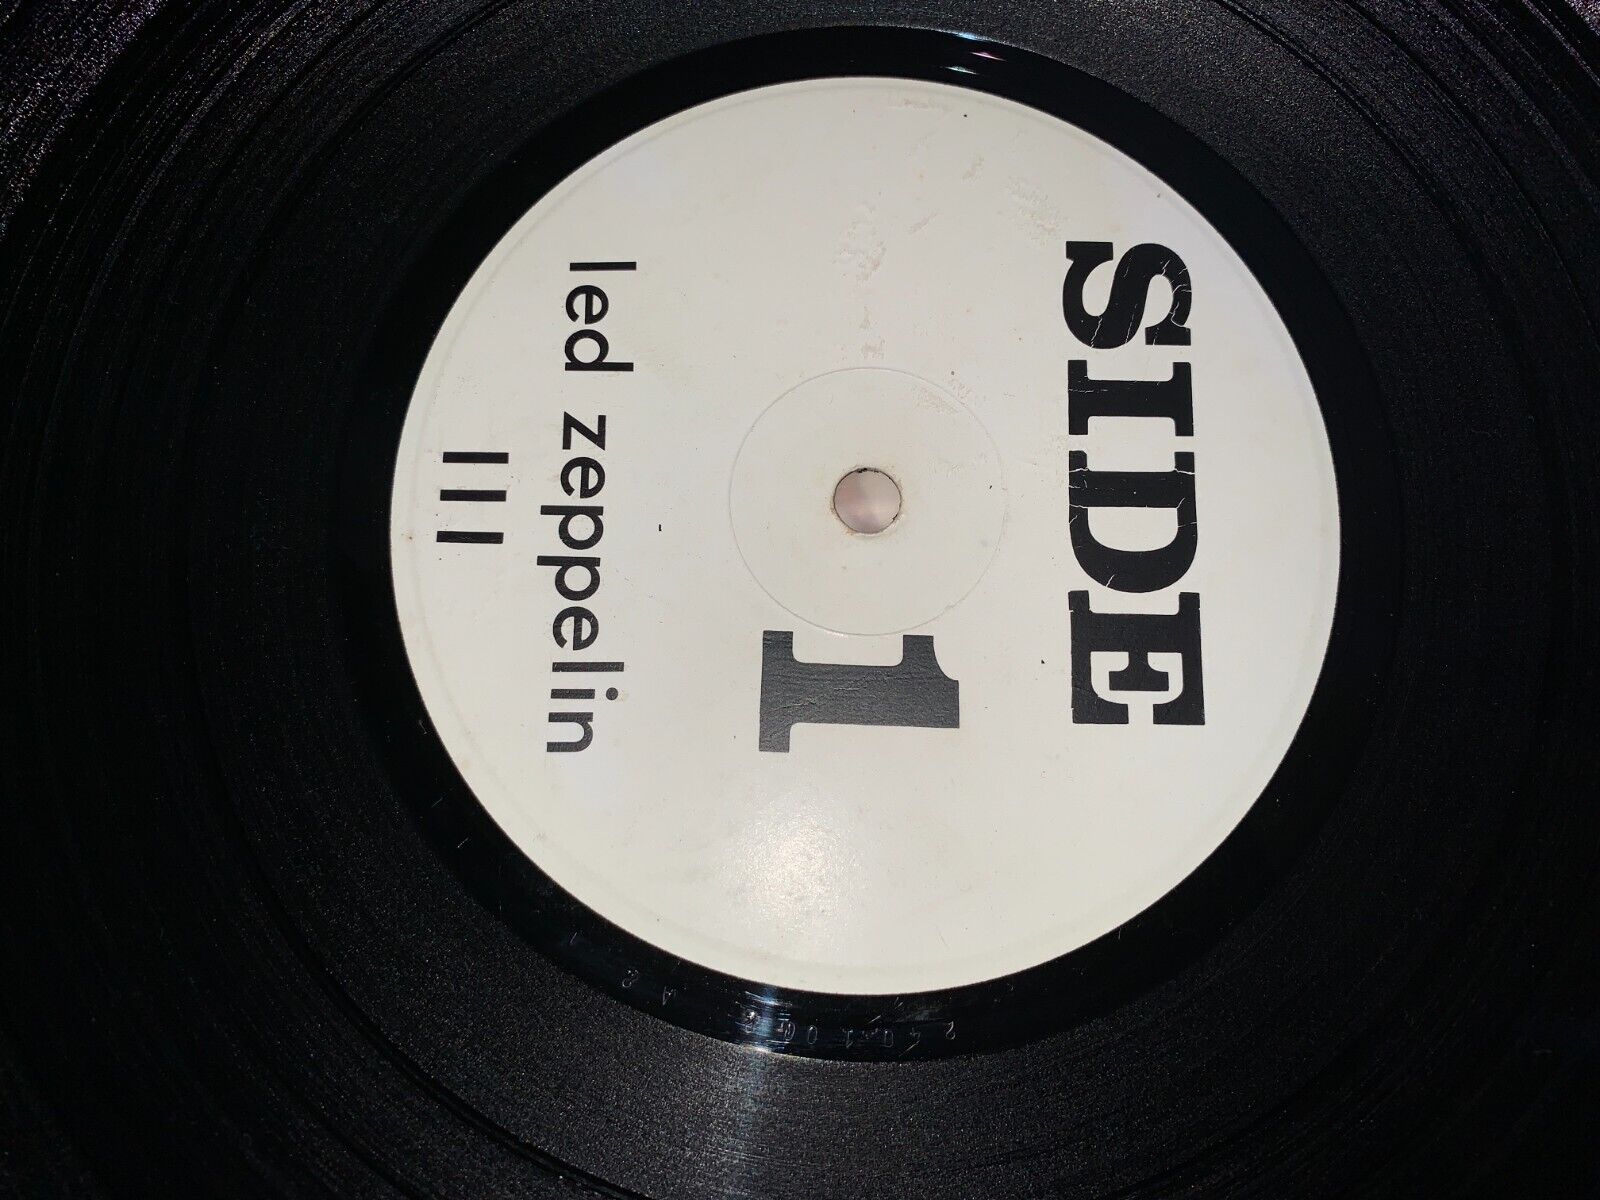 SIDE
1
led zeppelin
III